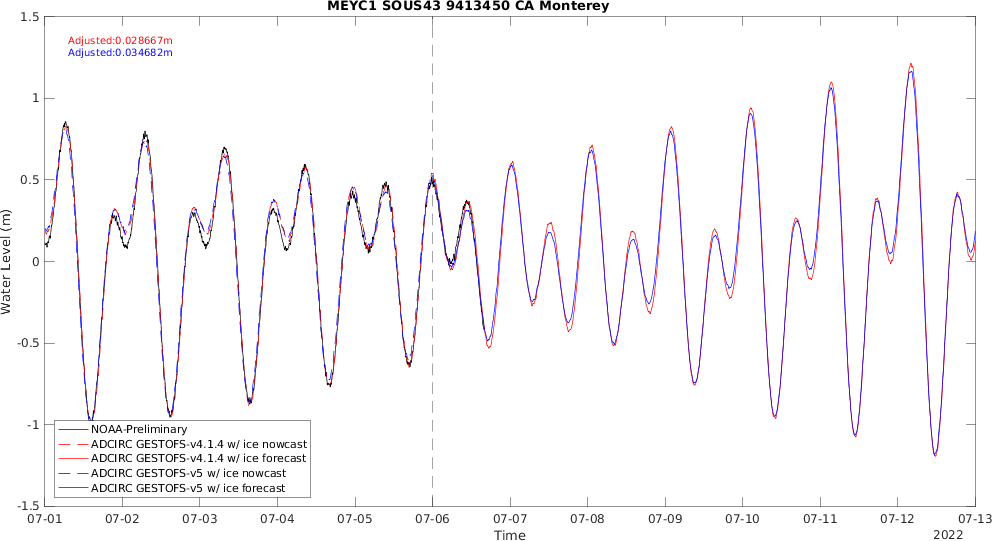 MEYC1 SOUS43 9413450 CA Monterey
Adjusted:0.028667m
Adjusted:0.034682m
Water Level (m)
1.5
1
0.5
0
-0.5
-1
-1.5
NOAA-Preliminary
ADCIRC GESTOFS-v4.1.4 w/ ice nowcast
ADCIRC GESTOFS-v4.1.4 w/ ice forecast
ADCIRC GESTOFS-v5 w/ ice nowcast
ADCIRC GESTOFS-v5 w/ ice forecast
07-01 07-02 07-03 07-04 07-05 07-06 07-07 07-08 07-09 07-10 07-11 07-12 07-13
Time
2022